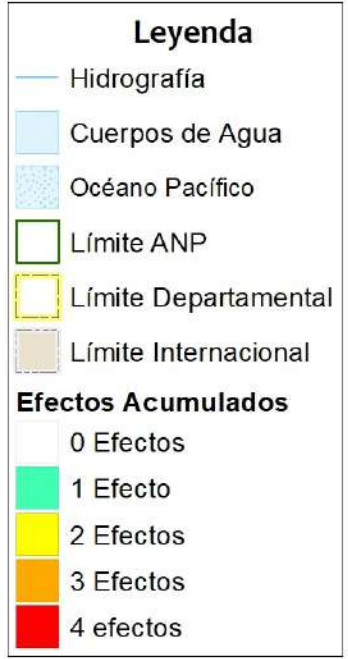 Leyenda
Hidrografía
Cuerpos de Agua
Océano Pacífico
Límite ANP
Límite Departamental
Límite Internacional
Efectos Acumulados
0 Efectos
1 Efecto
2 Efectos
3 Efectos
4 efectos